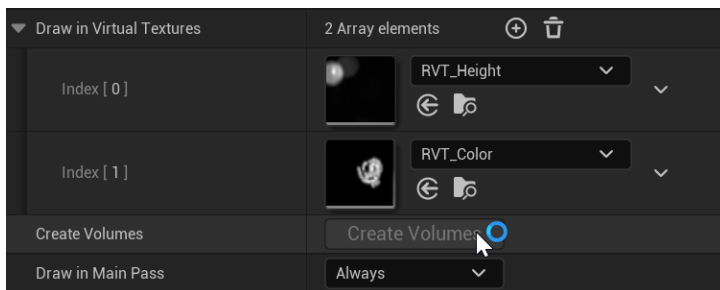 Draw in Virtual Textures 2 Array elements
Index [ 0 ] RVT_Height
Index [ 1 ] RVT_Color
Create Volumes Create Volumes
Draw in Main Pass Always